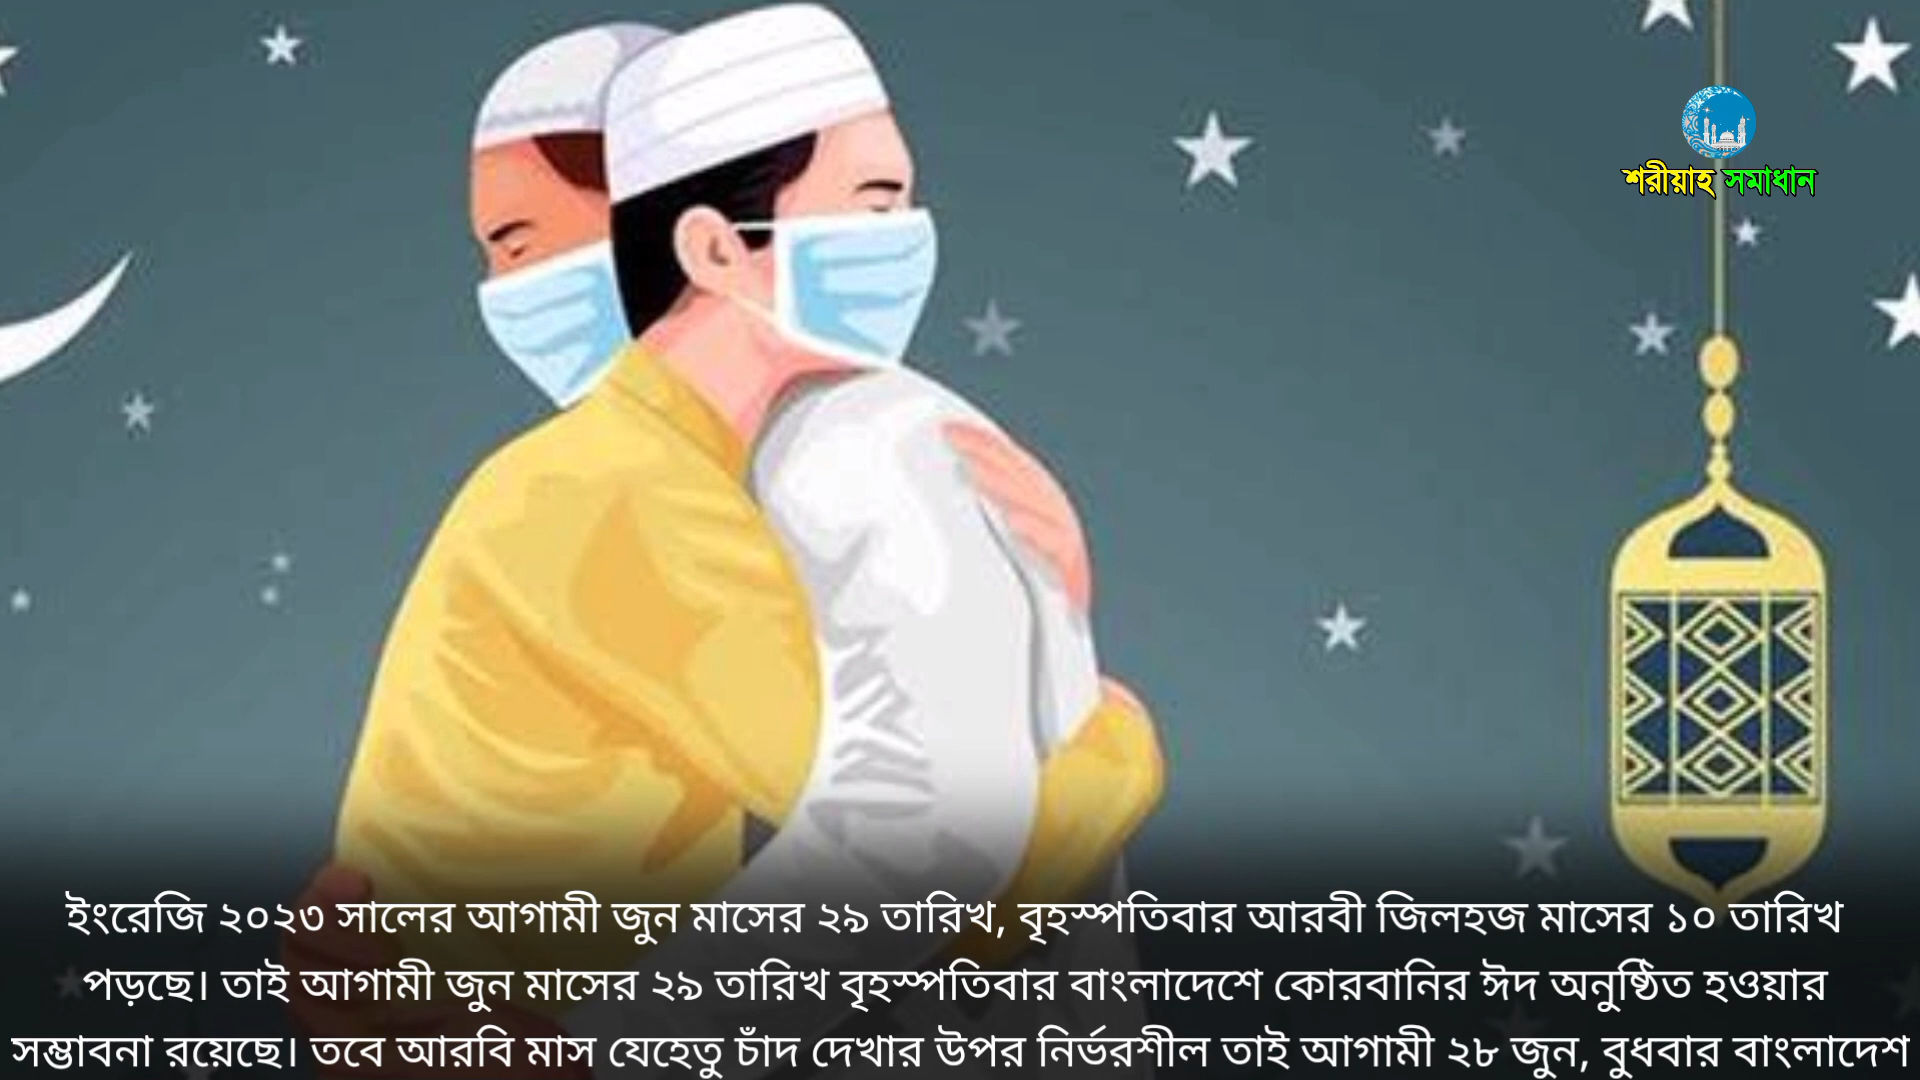 শরীয়াহ সমাধান
ইংরেজি ২০২৩ সালের আগামী জুন মাসের ২৯ তারিখ, বৃহস্পতিবার আরবী জিলহজ মাসের ১০ তারিখ
পড়ছে। তাই আগামী জুন মাসের ২৯ তারিখ বৃহস্পতিবার বাংলাদেশে কোরবানির ঈদ অনুষ্ঠিত হওয়ার
সম্ভাবনা রয়েছে। তবে আরবি মাস যেহেতু চাঁদ দেখার উপর নির্ভরশীল তাই আগামী ২৮ জুন, বুধবার বাংলাদেশ